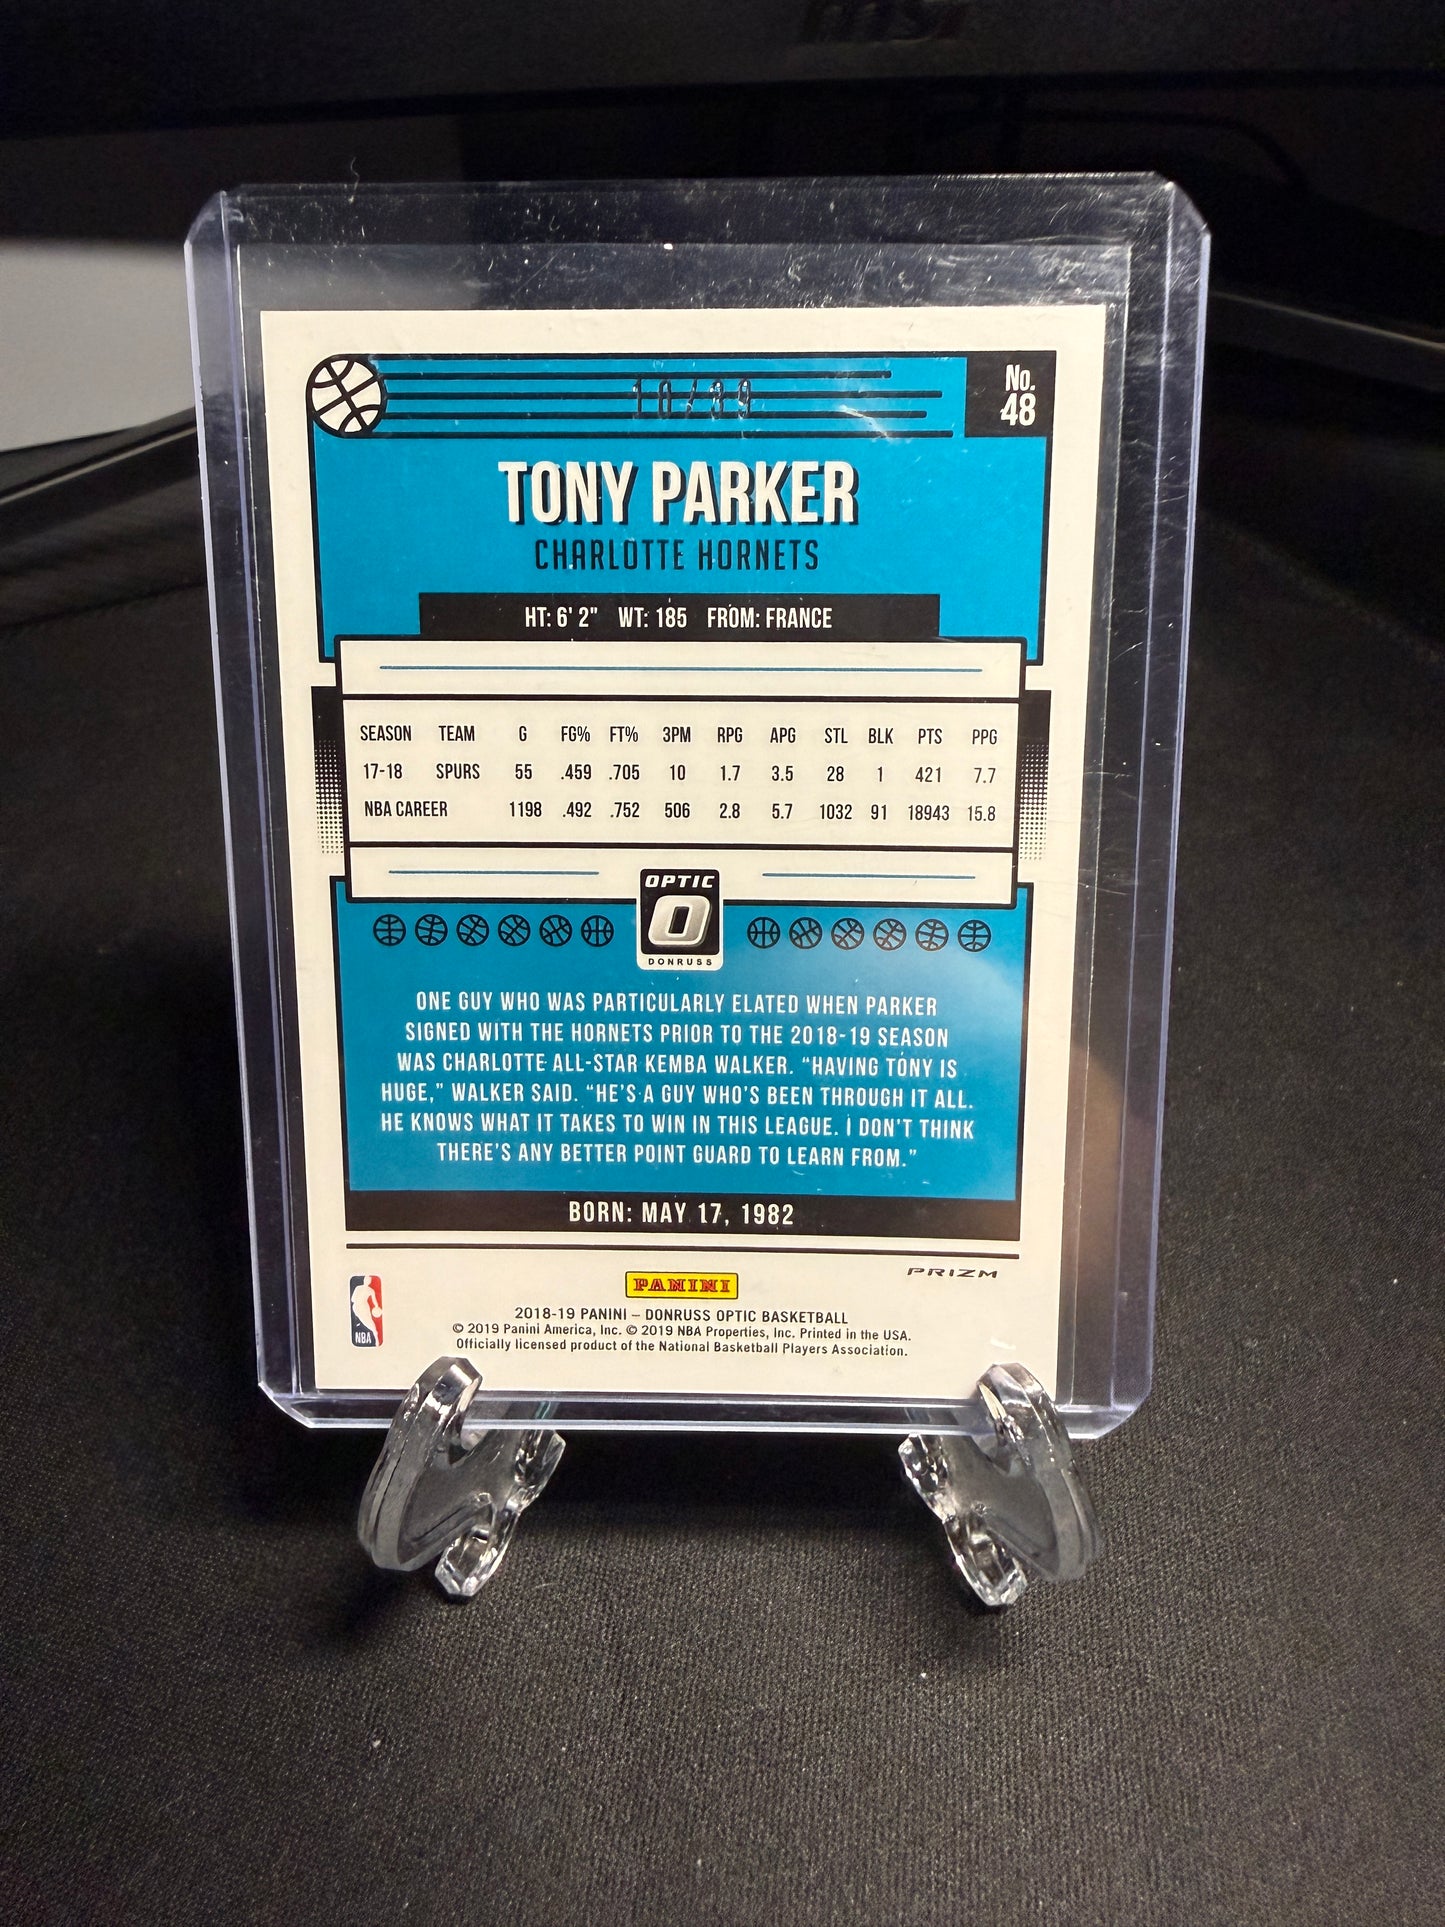 10/39
No.
48
TONY PARKER
CHARLOTTE HORNETS
HT: 6' 2" WT: 185 FROM: FRANCE
SEASON TEAM G FG% FT% 3PM RPG APG STL BLK PTS PPG
17-18 SPURS 55 .459 .705 10 1.7 3.5 28 1 421 7.7
NBA CAREER 1198 .492 .752 506 2.8 5.7 1032 91 18943 15.8
OPTIC
O
DONRUSS
ONE GUY WHO WAS PARTICULARLY ELATED WHEN PARKER
SIGNED WITH THE HORNETS PRIOR TO THE 2018-19 SEASON
WAS CHARLOTTE ALL-STAR KEMBA WALKER. “HAVING TONY IS
HUGE,” WALKER SAID. “HE’S A GUY WHO’S BEEN THROUGH IT ALL.
HE KNOWS WHAT IT TAKES TO WIN IN THIS LEAGUE. I DON'T THINK
THERE’S ANY BETTER POINT GUARD TO LEARN FROM.”
BORN: MAY 17, 1982
PRIZM
PANINI
NBA
2018-19 PANINI – DONRUSS OPTIC BASKETBALL
© 2019 Panini America, Inc. © 2019 NBA Properties, Inc. Printed in the USA.
Officially licensed product of the National Basketball Players Association.